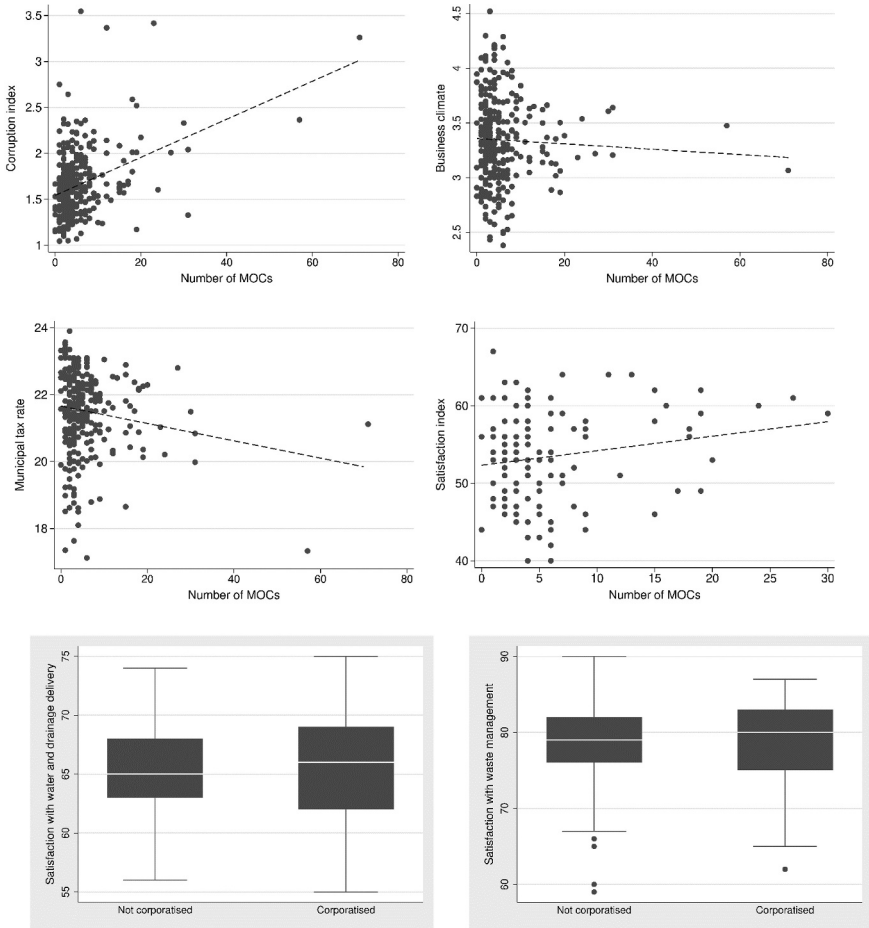 Corruption index
3.5
3
2.5
2
1.5
1
0 20 40 60 80
Number of MOCs
Business climate
4.5
4
3.5
3
2.5
0 20 40 60 80
Number of MOCs
Municipal tax rate
24
22
20
18
0 20 40 60 80
Number of MOCs
Satisfaction index
70
60
50
40
0 5 10 15 20 25 30
Number of MOCs
Satisfaction with water and drainage delivery
75
70
65
60
55
Not corporatised Corporatised
Satisfaction with waste management
90
80
70
60
Not corporatised Corporatised